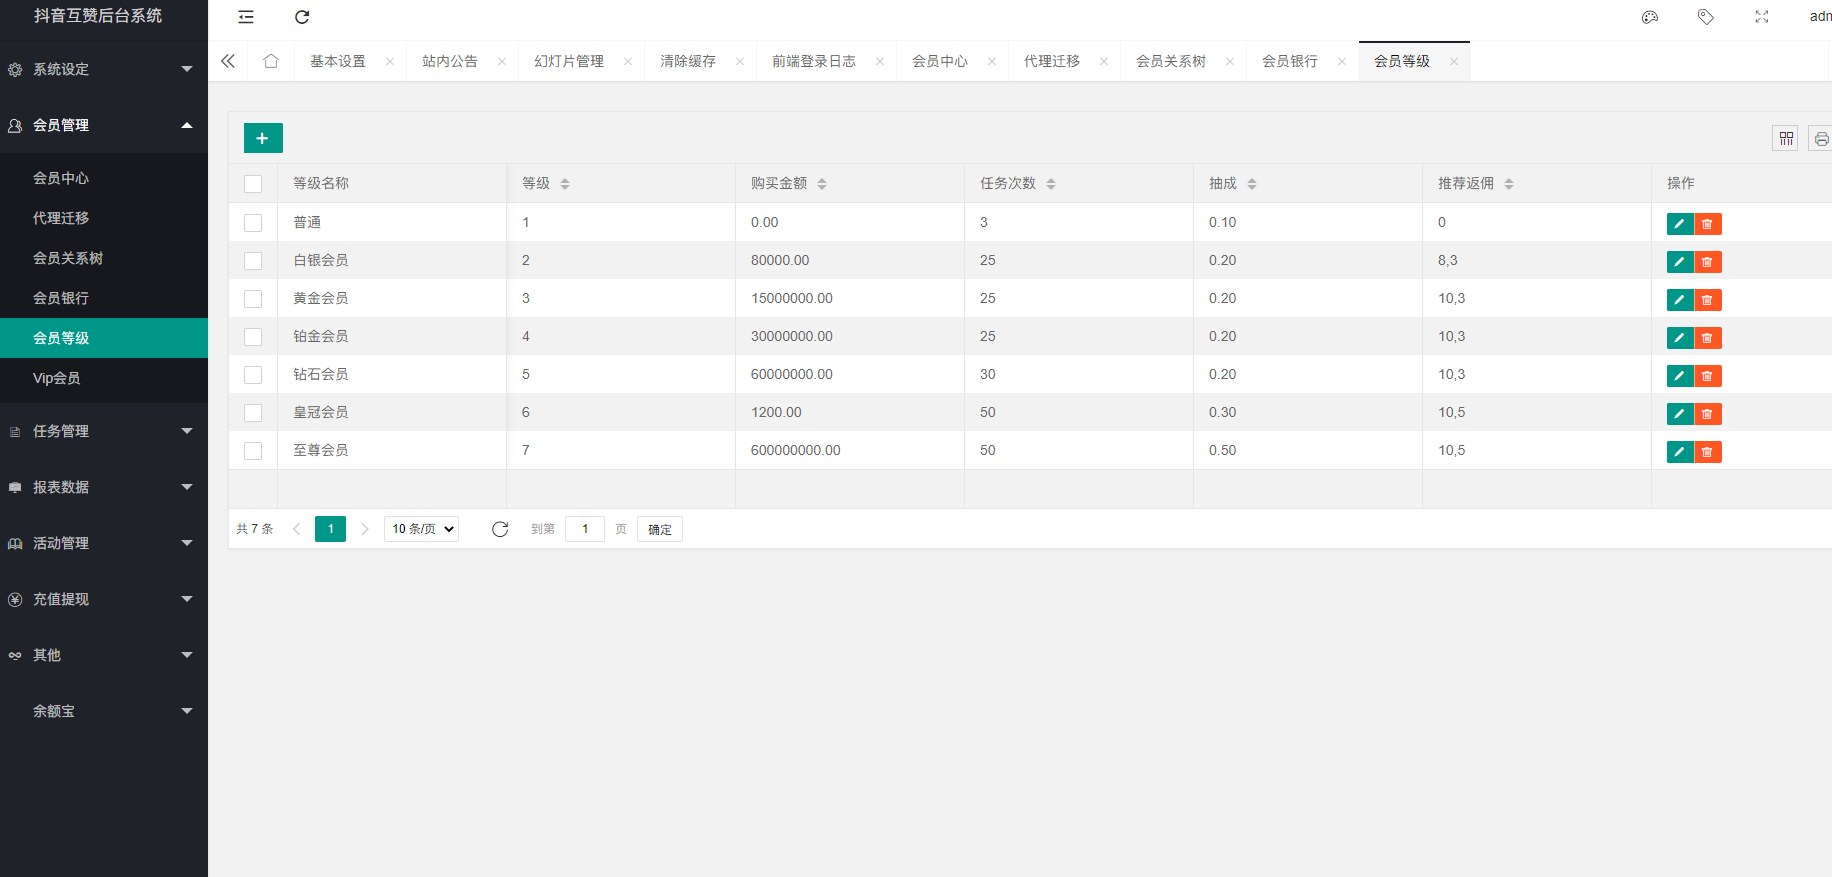 抖音互赞后台系统
adm
系统设定
会员管理
会员中心
代理迁移
会员关系树
会员银行
会员等级
Vip会员
任务管理
报表数据
活动管理
充值提现
其他
余额宝
基本设置 站内公告 幻灯片管理 清除缓存 前端登录日志 会员中心 代理迁移 会员关系树 会员银行 会员等级
等级名称 等级 购买金额 任务次数 抽成 推荐返佣 操作
普通 1 0.00 3 0.10 0
白银会员 2 80000.00 25 0.20 8,3
黄金会员 3 15000000.00 25 0.20 10,3
铂金会员 4 30000000.00 25 0.20 10,3
钻石会员 5 60000000.00 30 0.20 10,3
皇冠会员 6 1200.00 50 0.30 10,5
至尊会员 7 600000000.00 50 0.50 10,5
共 7 条 1 10 条/页 到第 1 页 确定